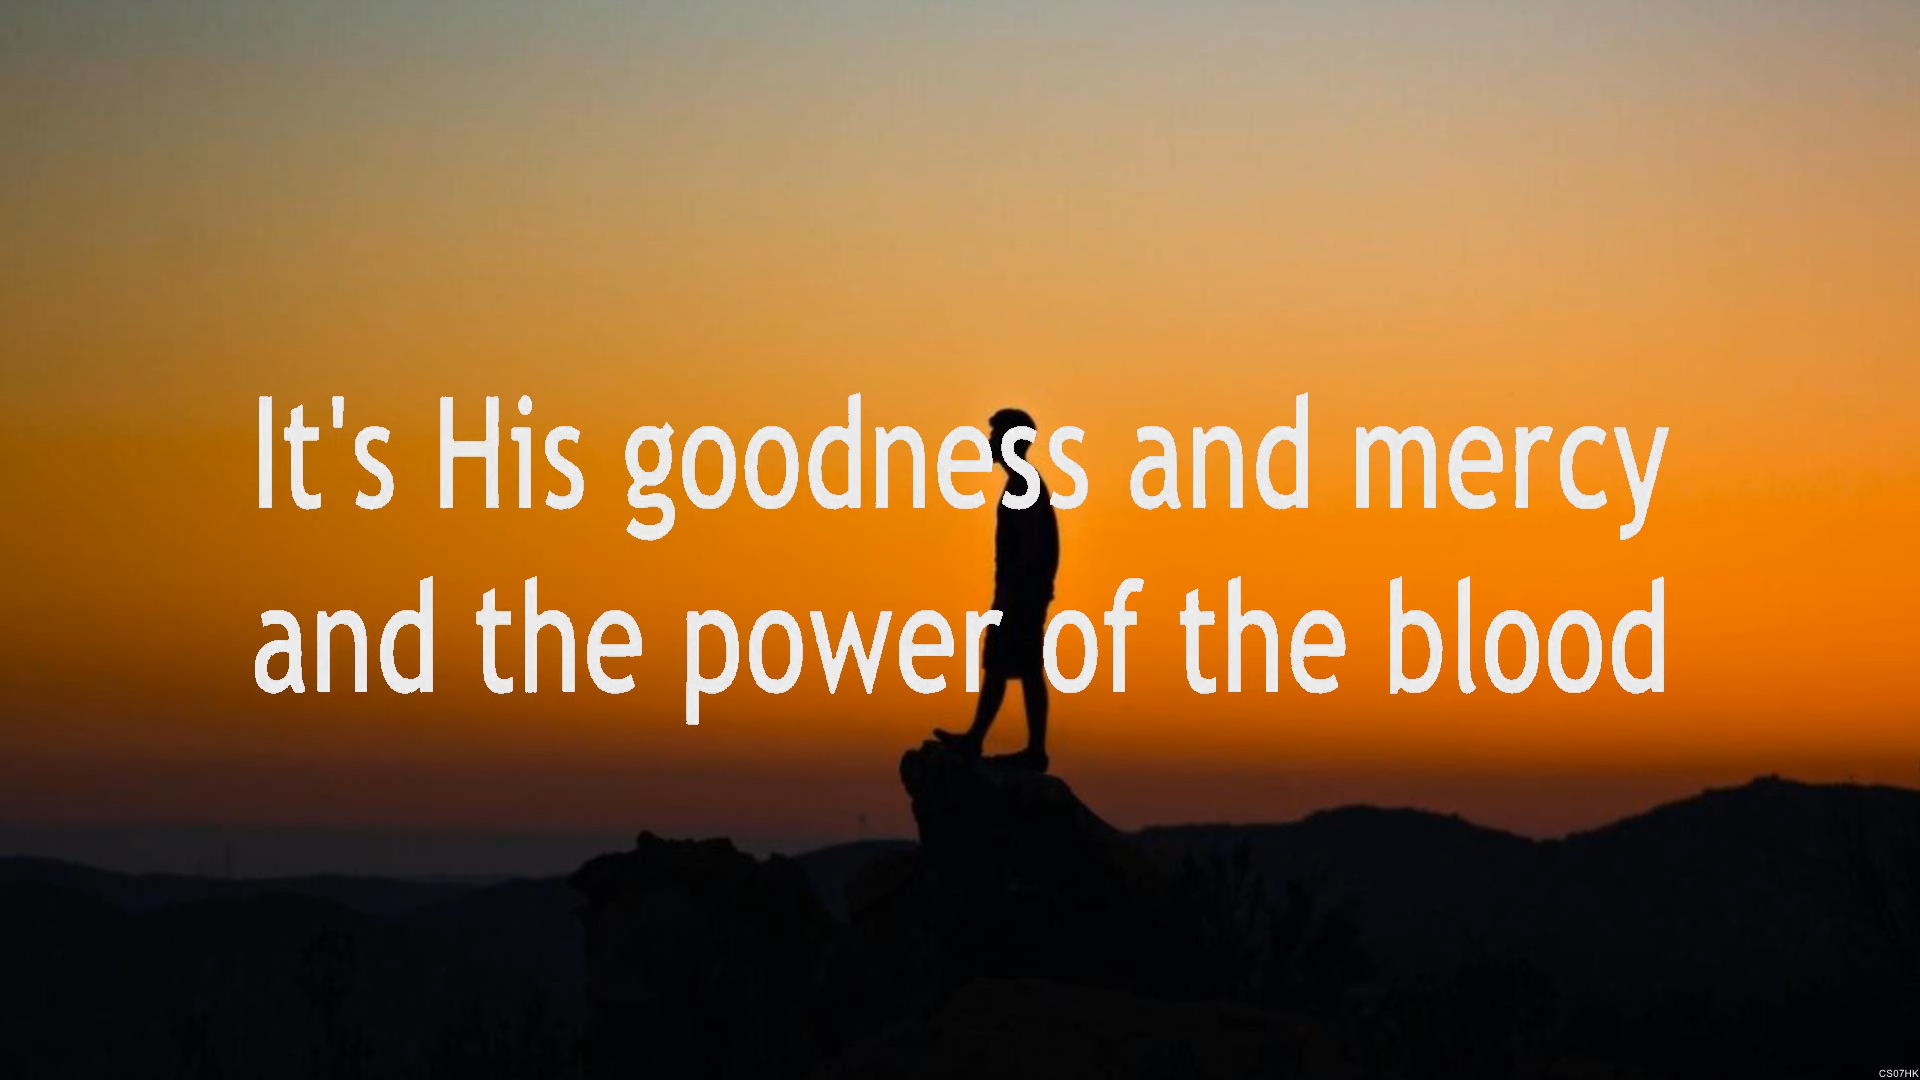 It's His goodness and mercy
and the power of the blood
CS07HK